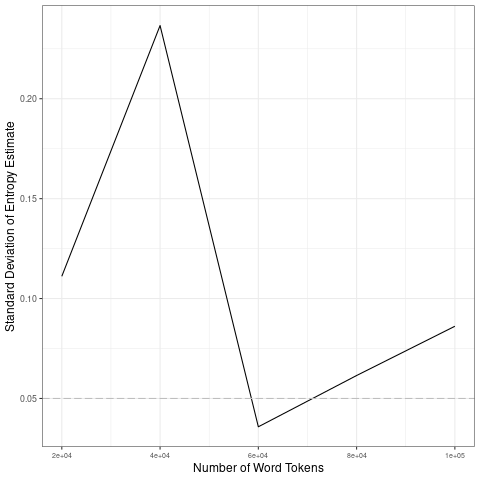 Standard Deviation of Entropy Estimate
0.20
0.15
0.10
0.05
2e+04 4e+04 6e+04 8e+04 1e+05
Number of Word Tokens